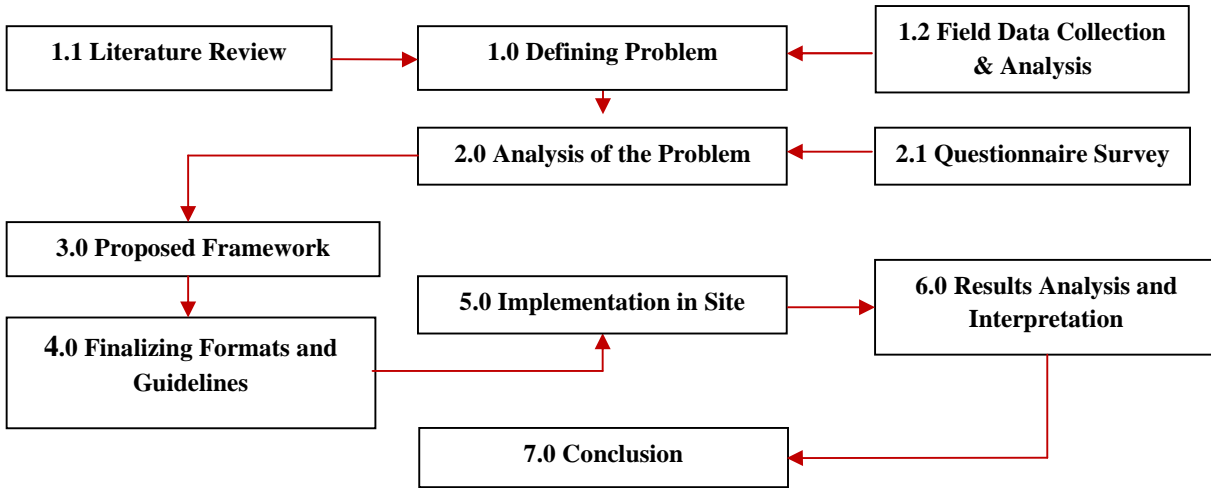 1.1 Literature Review
1.0 Defining Problem
1.2 Field Data Collection
& Analysis
2.0 Analysis of the Problem
2.1 Questionnaire Survey
3.0 Proposed Framework
4.0 Finalizing Formats and
Guidelines
5.0 Implementation in Site
6.0 Results Analysis and
Interpretation
7.0 Conclusion